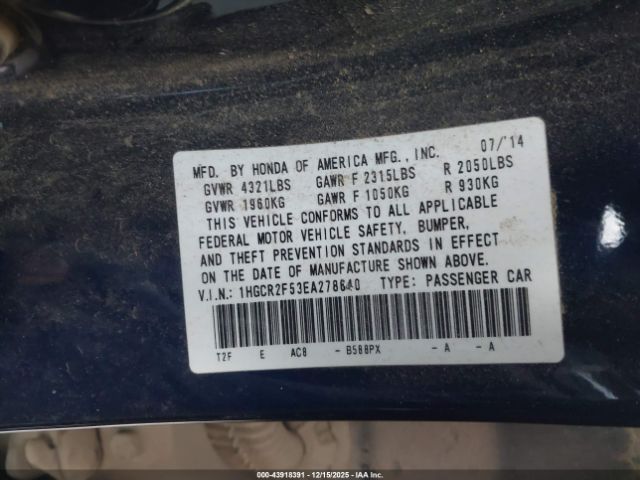 MFD. BY HONDA OF AMERICA MFG., INC. 07/'14
GVWR 4321LBS GAWR F 2315LBS R 2050LBS
GVWR 1960KG GAWR F 1050KG R 930KG
THIS VEHICLE CONFORMS TO ALL APPLICABLE
FEDERAL MOTOR VEHICLE SAFETY, BUMPER,
AND THEFT PREVENTION STANDARDS IN EFFECT
ON THE DATE OF MANUFACTURE SHOWN ABOVE.
V.I.N.: 1HGCR2F53EA278640 TYPE: PASSENGER CAR
T2F E AC8 - B588PX - A - A
000-43918391 - 12/15/2025 - IAA Inc.